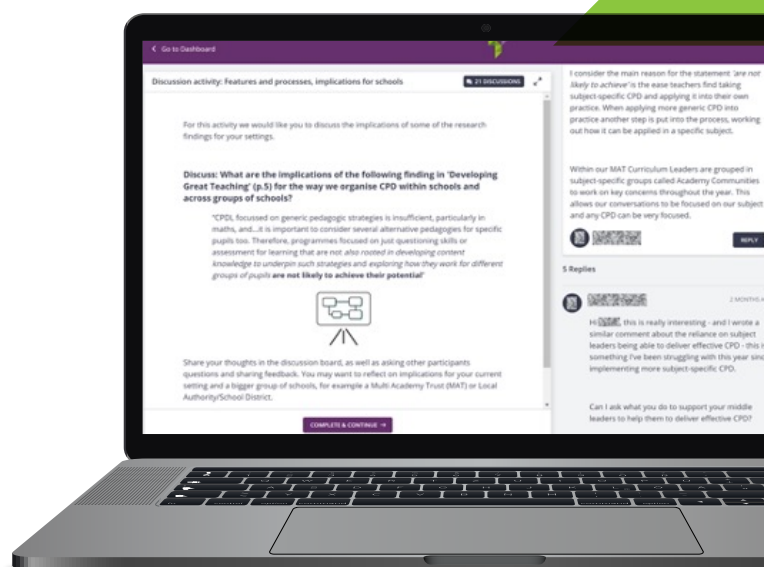 Go to Dashboard
Discussion activity: Features and processes, implications for schools
21 DISCUSSIONS
For this activity we would like you to discuss the implications of some of the research
findings for your settings.
Discuss: What are the implications of the following finding in 'Developing
Great Teaching' (p.5) for the way we organise CPD within schools and
across groups of schools?
"CPDL focussed on generic pedagogic strategies is insufficient, particularly in
maths, and...it is important to consider several alternative pedagogies for specific
pupils too. Therefore, programmes focused on just questioning skills or
assessment for learning that are not also rooted in developing content
knowledge to underpin such strategies and exploring how they work for different
groups of pupils are not likely to achieve their potential"
Share your thoughts in the discussion board, as well as asking other participants
questions and sharing feedback. You may want to reflect on implications for your current
setting and a bigger group of schools, for example a Multi Academy Trust (MAT) or Local
Authority/School District.
COMPLETE & CONTINUE →
I consider the main reason for the statement 'are not
likely to achieve' is the ease teachers find taking
subject-specific CPD and applying it into their own
practice. When applying more generic CPD into
practice another step is put into the process, working
out how it can be applied in a specific subject.
Within our MAT Curriculum Leaders are grouped in
subject-specific groups called Academy Communities
to work on key concerns throughout the year. This
allows our conversations to be focused on our subject
and any CPD can be very focused.
REPLY
5 Replies
2 MONTHS
Hi , this is really interesting - and I wrote a
similar comment about the reliance on subject
leaders being able to deliver effective CPD - this
something I've been struggling with this year
implementing more subject-specific CPD.
Can I ask what you do to support your middle
leaders to help them to deliver effective CPD?